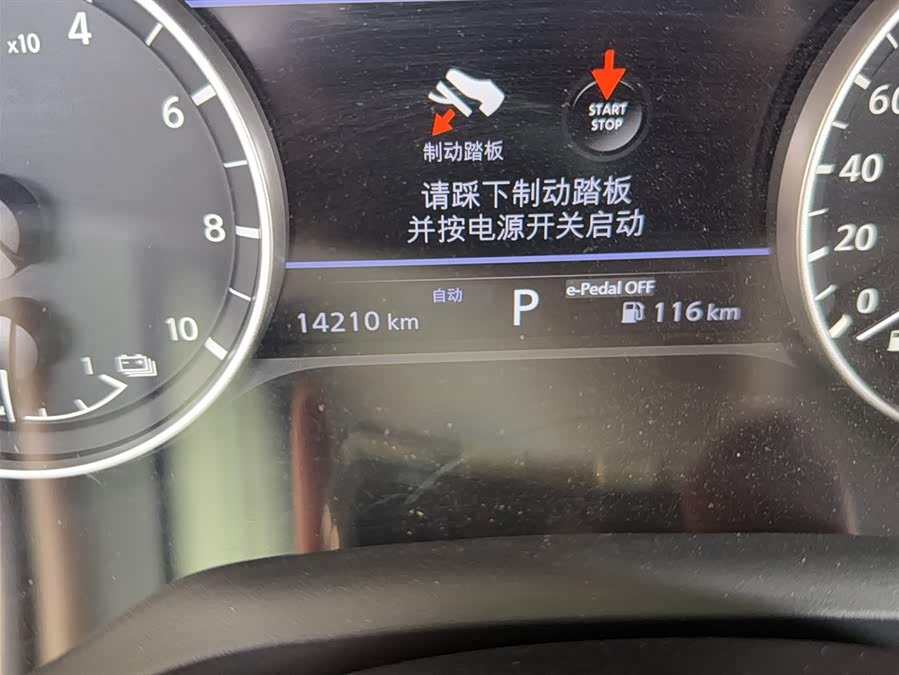 x10
4
6
8
10
1
START
STOP
制动踏板
请踩下制动踏板
并按电源开关启动
自动
14210 km
P
e-Pedal OFF
116 km
60
40
20
0